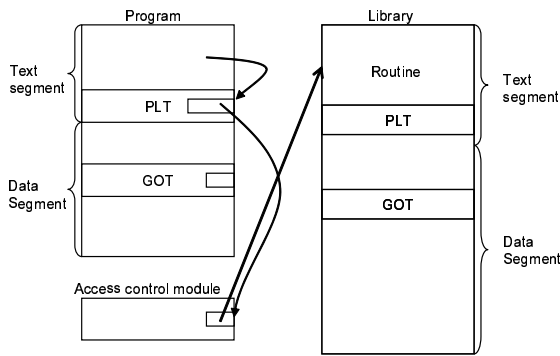 Program
Library
Text
segment
Routine
Text
segment
PLT
PLT
Data
Segment
GOT
GOT
Data
Segment
Access control module